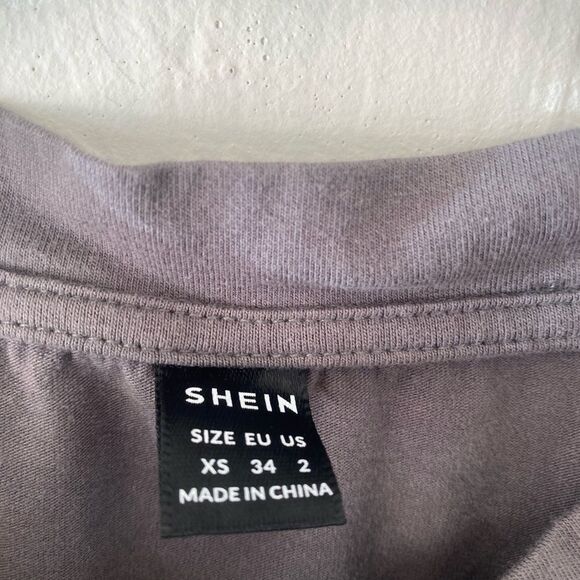 SHEIN
SIZE EU US
XS 34 2
MADE IN CHINA